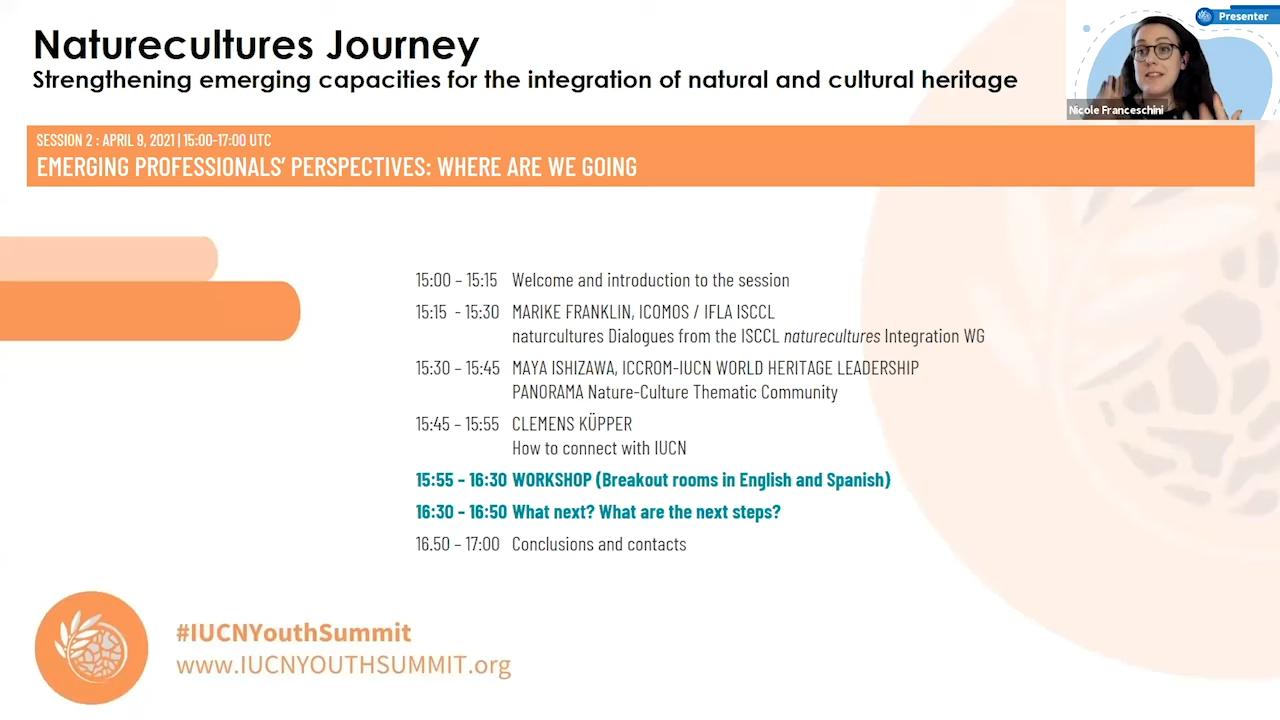 Naturecultures Journey
Strengthening emerging capacities for the integration of natural and cultural heritage
Presenter
Nicole Franceschini
SESSION 2 : APRIL 9, 2021 | 15:00-17:00 UTC
EMERGING PROFESSIONALS' PERSPECTIVES: WHERE ARE WE GOING
15:00 – 15:15 Welcome and introduction to the session
15:15 - 15:30 MARIKE FRANKLIN, ICOMOS / IFLA ISCCL
naturcultures Dialogues from the ISCCL naturecultures Integration WG
15:30 – 15:45 MAYA ISHIZAWA, ICCROM-IUCN WORLD HERITAGE LEADERSHIP
PANORAMA Nature-Culture Thematic Community
15:45 – 15:55 CLEMENS KÜPPER
How to connect with IUCN
15:55 – 16:30 WORKSHOP (Breakout rooms in English and Spanish)
16:30 – 16:50 What next? What are the next steps?
16.50 – 17:00 Conclusions and contacts
#IUCNYouthSummit
www.IUCNYOUTHSUMMIT.org